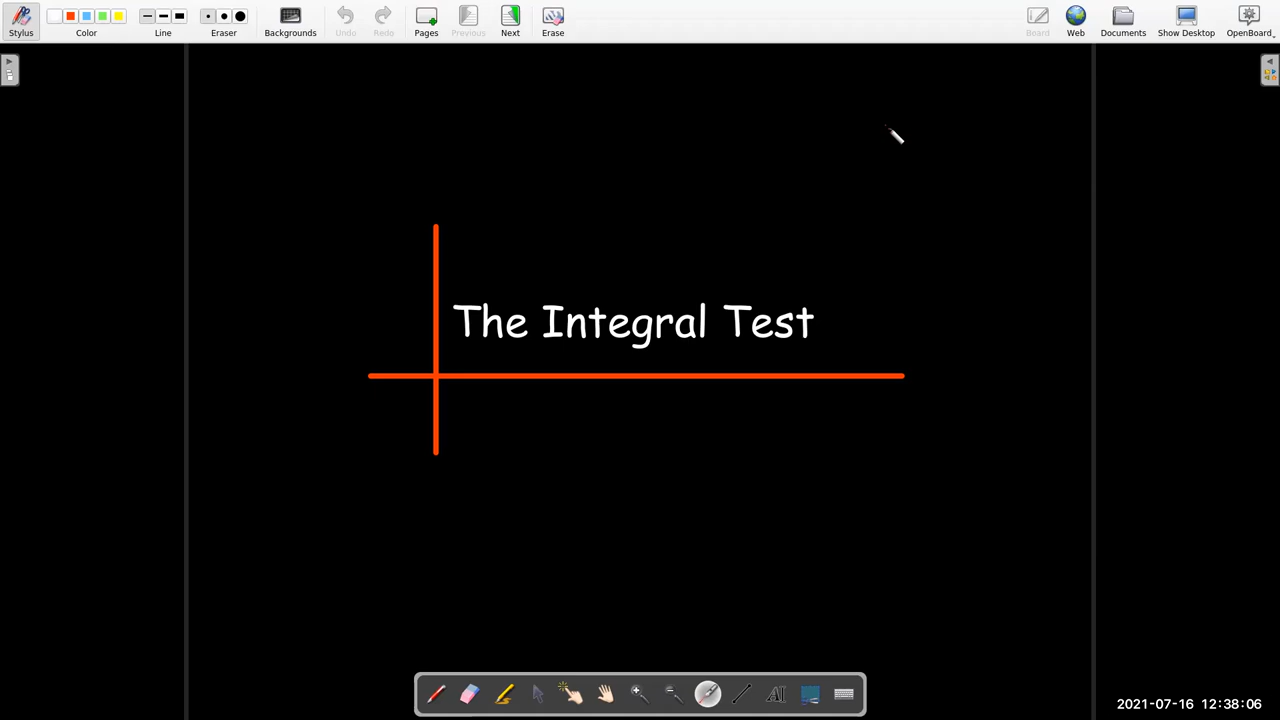 Stylus Color Line Eraser Backgrounds Undo Redo Pages Previous Next Erase Board Web Documents Show Desktop OpenBoard
The Integral Test
AI
2021-07-16 12:38:06